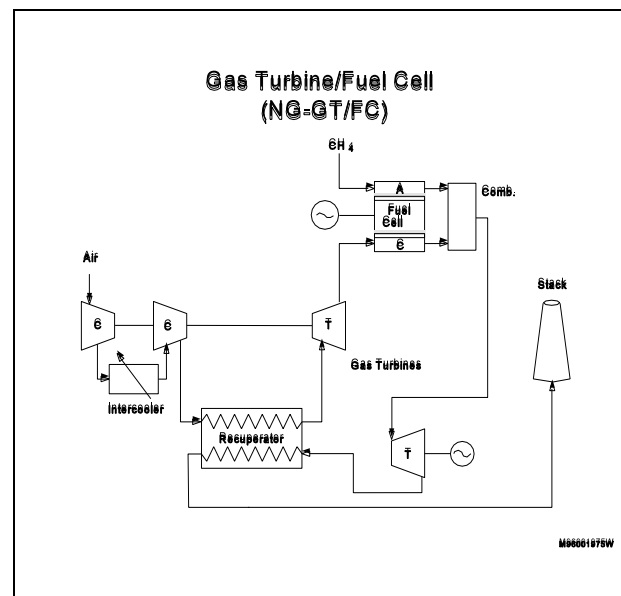 Gas Turbine/Fuel Cell
(NG-GT/FC)
CH4
A
Comb.
Fuel
Cell
C
Air
Stack
C
C
T
Gas Turbines
Intercooler
Recuperator
T
M96001975W